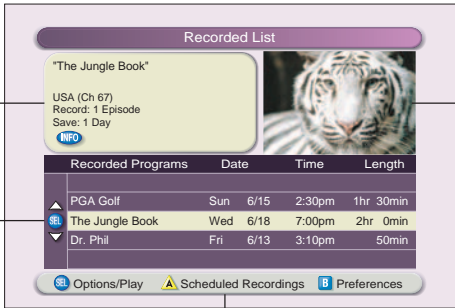 Recorded List
"The Jungle Book"
USA (Ch 67)
Record: 1 Episode
Save: 1 Day
INFO
Recorded Programs Date Time Length
PGA Golf Sun 6/15 2:30pm 1hr 30min
SEL The Jungle Book Wed 6/18 7:00pm 2hr 0min
Dr. Phil Fri 6/13 3:10pm 50min
SEL Options/Play A Scheduled Recordings B Preferences